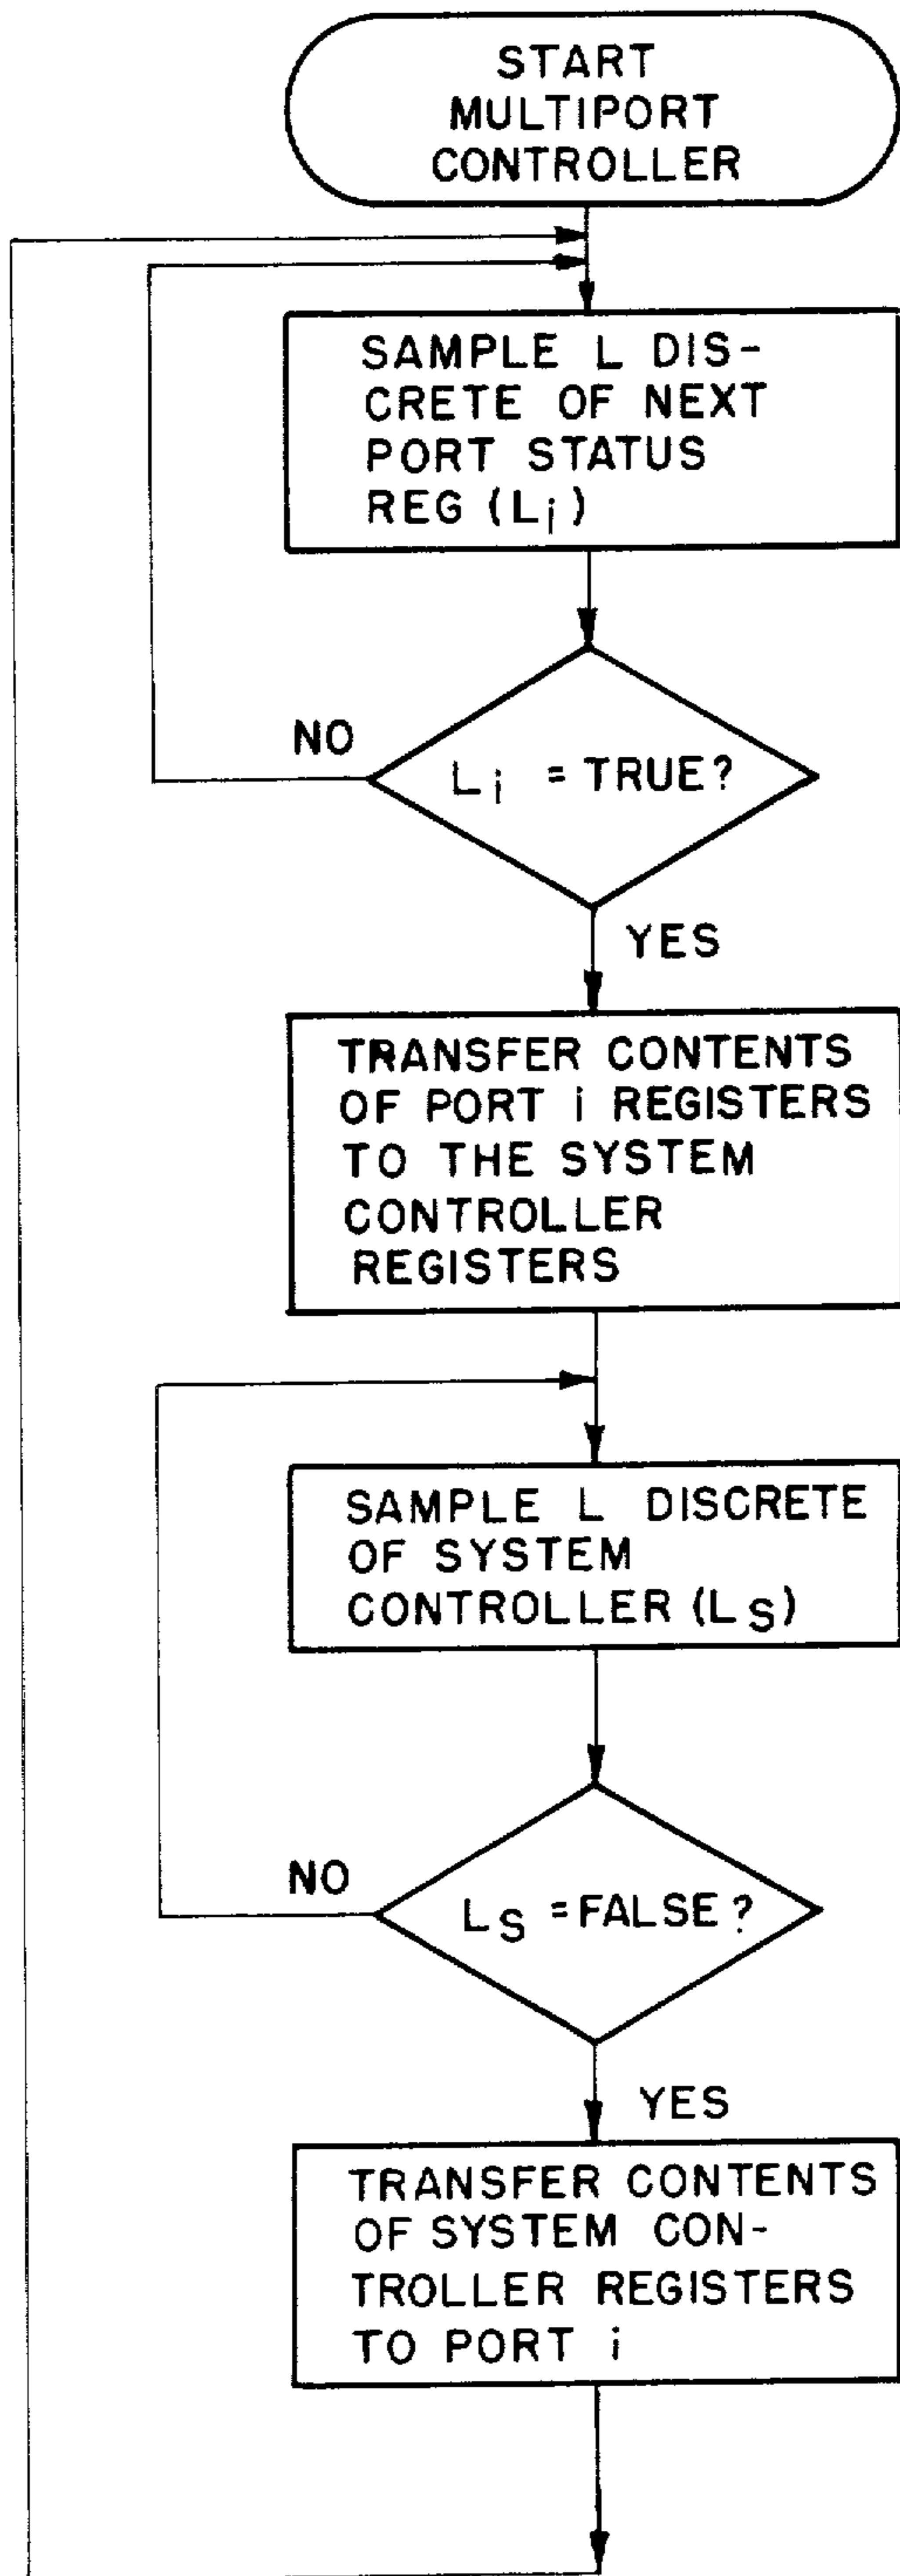 START
MULTIPORT
CONTROLLER
SAMPLE L DIS-
CRETE OF NEXT
PORT STATUS
REG (Li)
NO
Li = TRUE?
YES
TRANSFER CONTENTS
OF PORT i REGISTERS
TO THE SYSTEM
CONTROLLER
REGISTERS
SAMPLE L DISCRETE
OF SYSTEM
CONTROLLER (LS)
NO
LS = FALSE?
YES
TRANSFER CONTENTS
OF SYSTEM CON-
TROLLER REGISTERS
TO PORT i